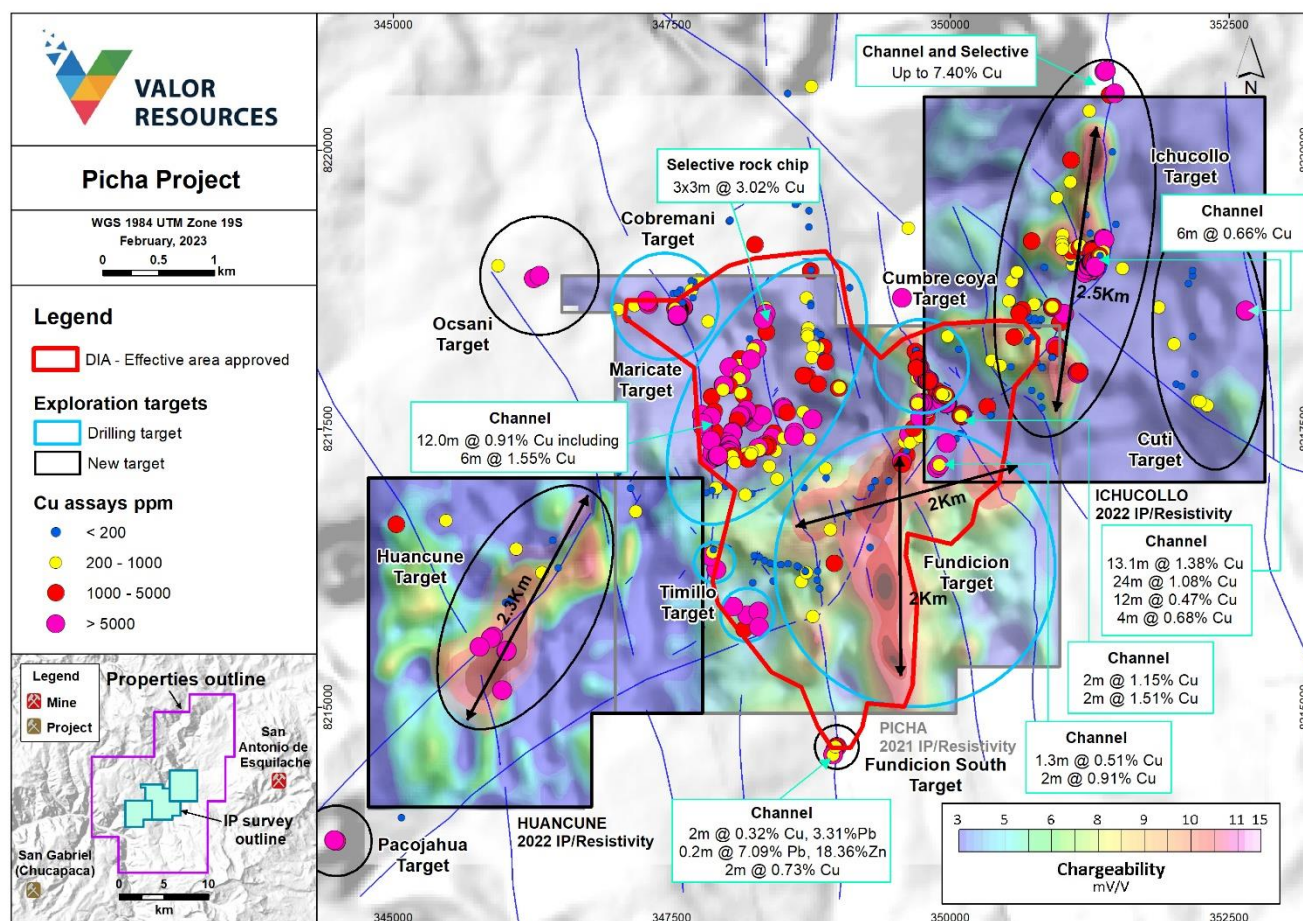 VALOR
RESOURCES
Picha Project
WGS 1984 UTM Zone 19S
February, 2023
0 0.5 1
km
Legend
DIA - Effective area approved
Exploration targets
Drilling target
New target
Cu assays ppm
< 200
200 - 1000
1000 - 5000
> 5000
Legend
Mine
Project
Properties outline
San
Antonio de
Esquilache
IP survey
outline
San Gabriel
(Chucapaca)
0 5 10
km
345000
347500
350000
352500
8220000
8220000
8217500
8217500
8215000
8215000
345000
347500
350000
352500
N
Channel and Selective
Up to 7.40% Cu
Ichucollo
Target
Selective rock chip
3x3m @ 3.02% Cu
Channel
6m @ 0.66% Cu
Cobremani
Target
Cumbre coya
Target
2.5Km
Ocsani
Target
Maricate
Target
Channel
12.0m @ 0.91% Cu including
6m @ 1.55% Cu
Cuti
Target
2Km
ICHUCOLLO
2022 IP/Resistivity
Huancune
Target
2.3Km
Fundicion
Target
2Km
Timillo
Target
Channel
13.1m @ 1.38% Cu
24m @ 1.08% Cu
12m @ 0.47% Cu
4m @ 0.68% Cu
Channel
2m @ 1.15% Cu
2m @ 1.51% Cu
PICHA
2021 IP/Resistivity
Fundicion South
Target
Channel
1.3m @ 0.51% Cu
2m @ 0.91% Cu
Channel
2m @ 0.32% Cu, 3.31%Pb
0.2m @ 7.09% Pb, 18.36%Zn
2m @ 0.73% Cu
HUANCUNE
2022 IP/Resistivity
Pacojahua
Target
3 5 6 8 9 10 11 15
Chargeability
mV/V